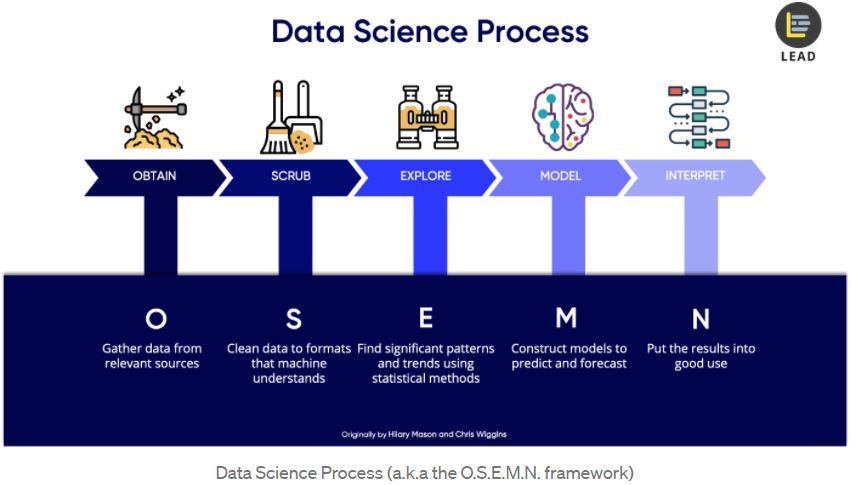 Data Science Process
LEAD
OBTAIN
SCRUB
EXPLORE
MODEL
INTERPRET
O
Gather data from
relevant sources
S
Clean data to formats
that machine
understands
E
Find significant patterns
and trends using
statistical methods
M
Construct models to
predict and forecast
N
Put the results into
good use
Originally by Hilary Mason and Chris Wiggins
Data Science Process (a.k.a the O.S.E.M.N. framework)